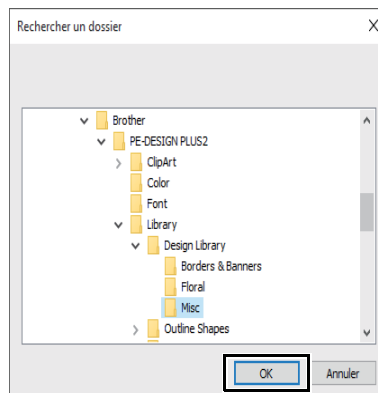 Rechercher un dossier
Brother
PE-DESIGN PLUS2
ClipArt
Color
Font
Library
Design Library
Borders & Banners
Floral
Misc
Outline Shapes
OK
Annuler